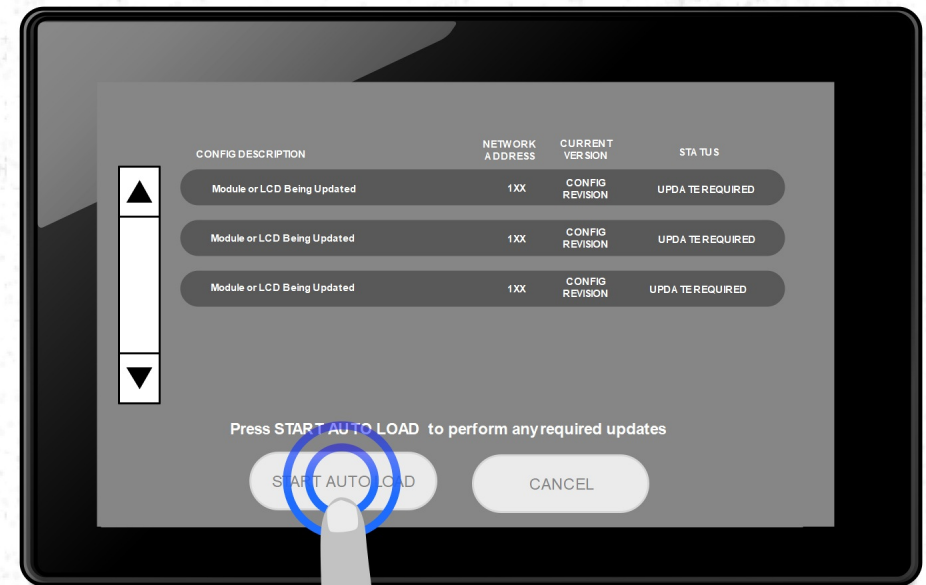 CONFIG DESCRIPTION
NETWORK ADDRESS
CURRENT VERSION
STATUS
Module or LCD Being Updated
1XX
CONFIG REVISION
UPDATE REQUIRED
Module or LCD Being Updated
1XX
CONFIG REVISION
UPDATE REQUIRED
Module or LCD Being Updated
1XX
CONFIG REVISION
UPDATE REQUIRED
Press START AUTO LOAD to perform any required updates
START AUTO LOAD
CANCEL